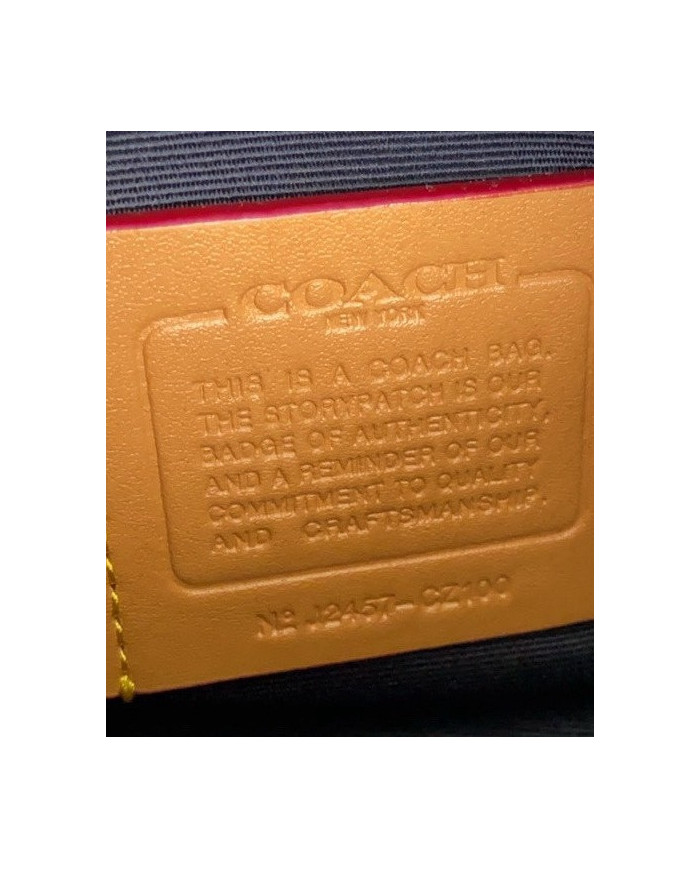 COACH
NEW YORK
THIS IS A COACH BAG.
THE STORYPATCH IS OUR
BADGE OF AUTHENTICITY,
AND A REMINDER OF OUR
COMMITMENT TO QUALITY
AND CRAFTSMANSHIP.
Nº J2457-CZ100